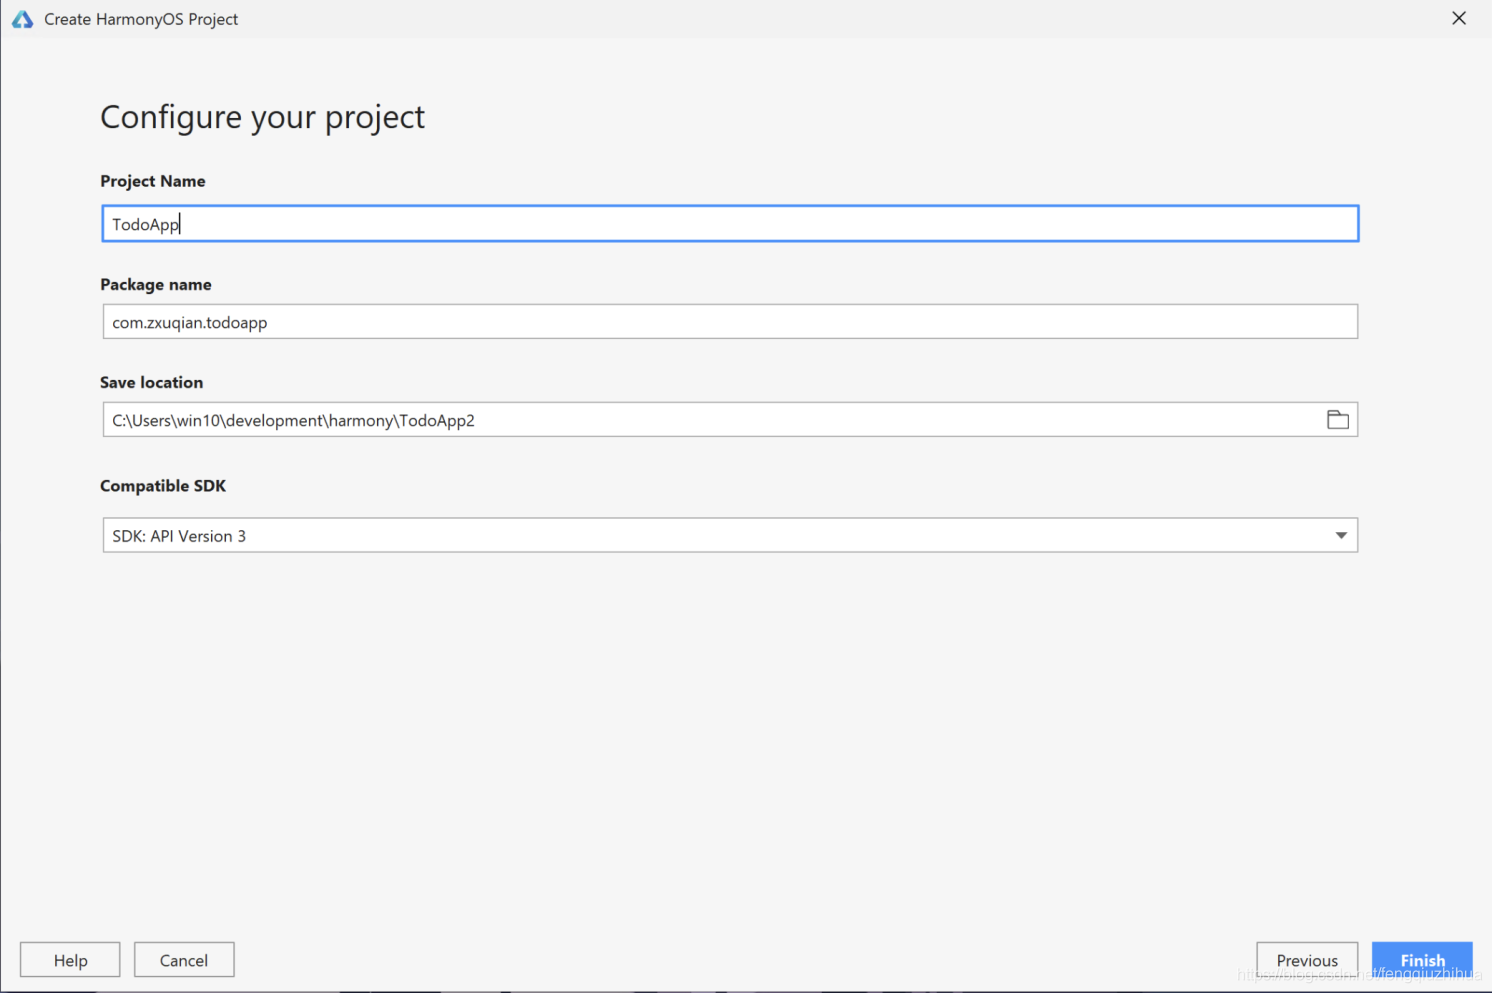 Create HarmonyOS Project
Configure your project
Project Name
TodoApp
Package name
com.zxuqian.todoapp
Save location
C:\Users\win10\development\harmony\TodoApp2
Compatible SDK
SDK: API Version 3
Help
Cancel
Previous
Finish
https://blog.csdn.net/fengqiuzhihua